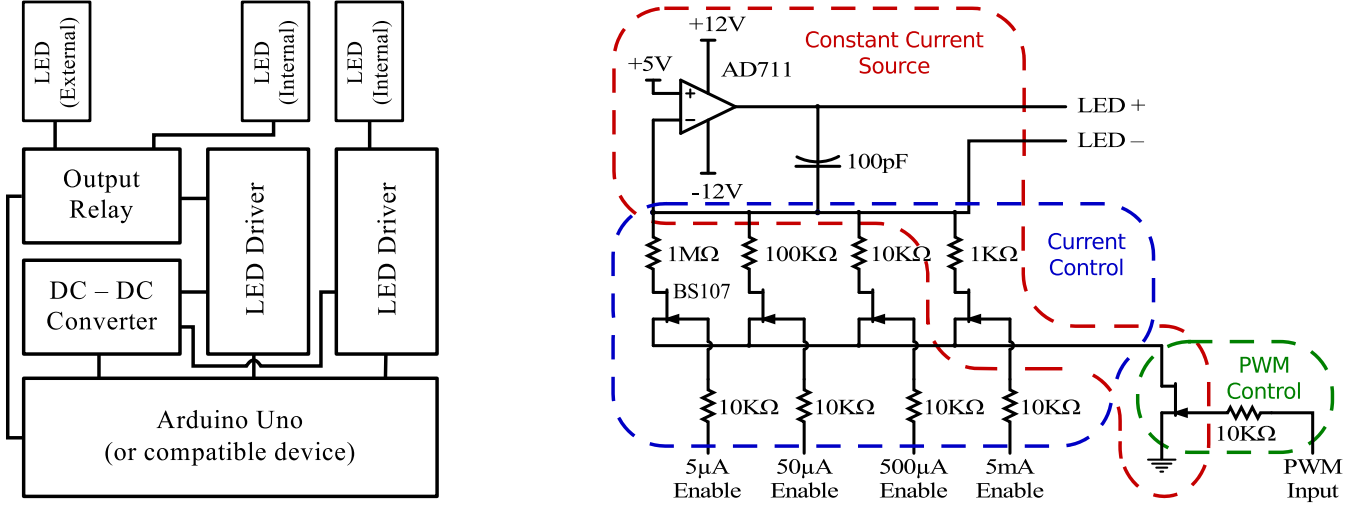 LED
(External)
LED
(Internal)
LED
(Internal)
Output
Relay
LED Driver
LED Driver
DC – DC
Converter
Arduino Uno
(or compatible device)
+12V
Constant Current
Source
+5V
AD711
+
−
LED +
LED –
100pF
-12V
1MΩ
100KΩ
10KΩ
1KΩ
Current
Control
BS107
PWM
Control
10KΩ
10KΩ
10KΩ
10KΩ
10KΩ
5µA
Enable
50µA
Enable
500µA
Enable
5mA
Enable
PWM
Input